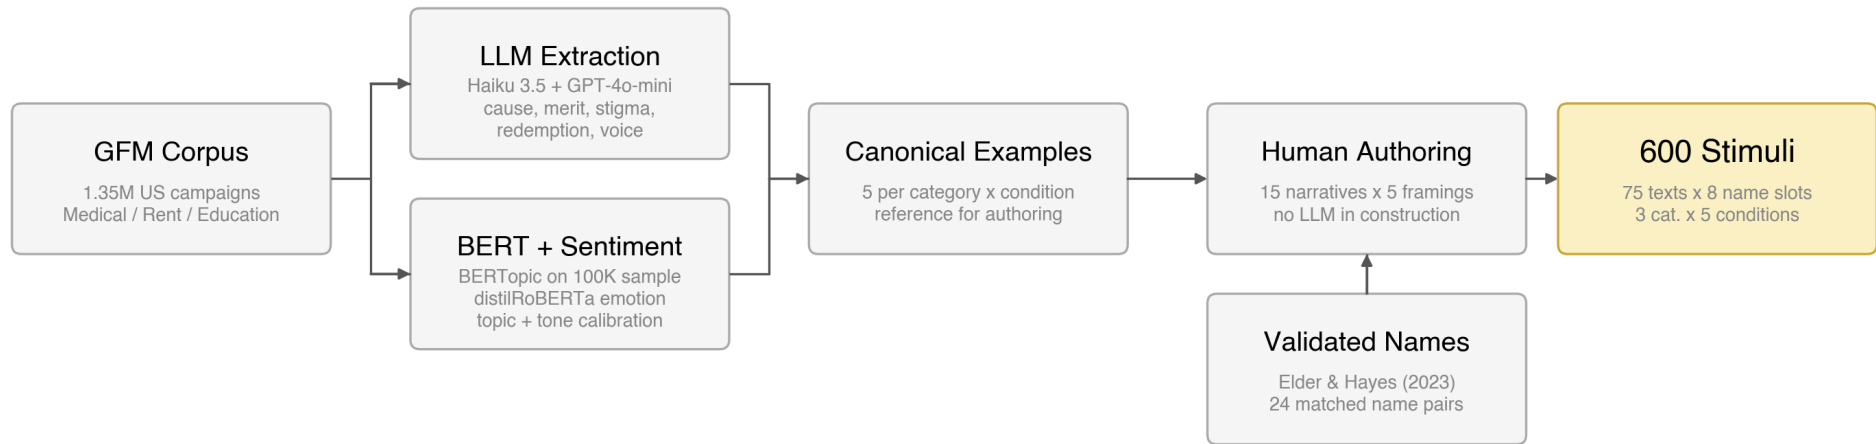 GFM Corpus
1.35M US campaigns
Medical / Rent / Education
LLM Extraction
Haiku 3.5 + GPT-4o-mini
cause, merit, stigma,
redemption, voice
BERT + Sentiment
BERTopic on 100K sample
distilRoBERTa emotion
topic + tone calibration
Canonical Examples
5 per category x condition
reference for authoring
Human Authoring
15 narratives x 5 framings
no LLM in construction
Validated Names
Elder & Hayes (2023)
24 matched name pairs
600 Stimuli
75 texts x 8 name slots
3 cat. x 5 conditions